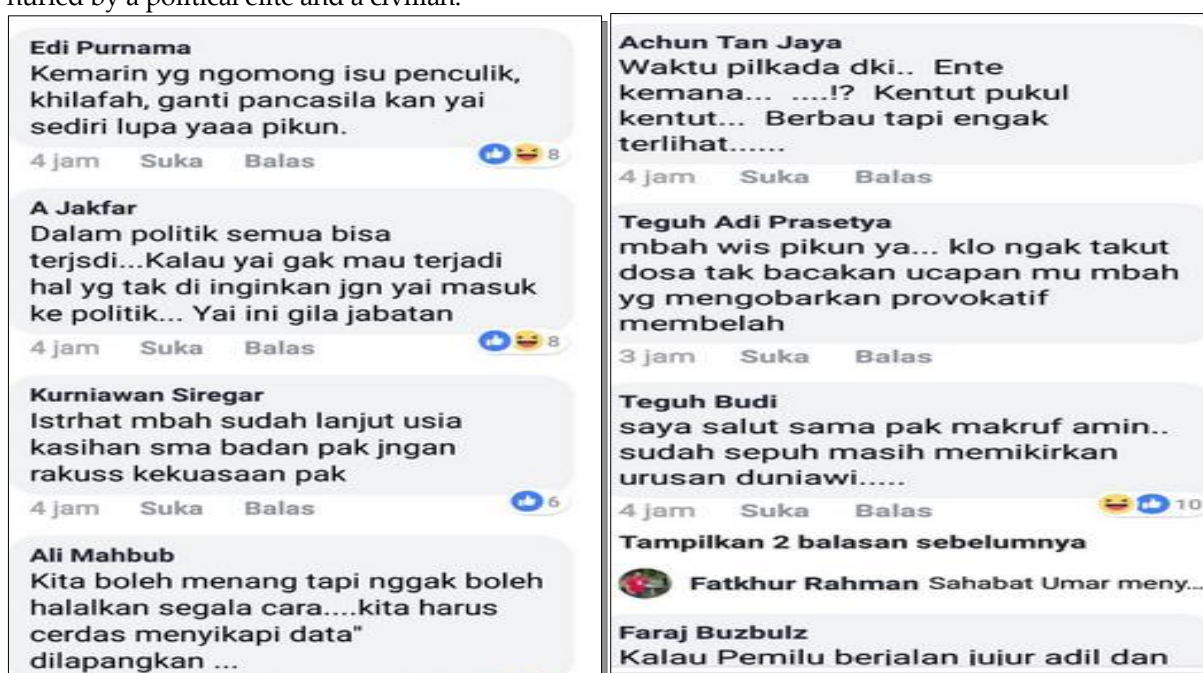 hurled by a political elite and a civilian.
Edi Purnama
Kemarin yg ngomong isu penculik,
khilafah, ganti pancasila kan yai
sediri lupa yaaa pikun.
4 jam Suka Balas 8
A Jakfar
Dalam politik semua bisa
terjsdi...Kalau yai gak mau terjadi
hal yg tak di inginkan jgn yai masuk
ke politik... Yai ini gila jabatan
4 jam Suka Balas 8
Kurniawan Siregar
Istrhat mbah sudah lanjut usia
kasihan sma badan pak jngan
rakuss kekuasaan pak
4 jam Suka Balas 6
Ali Mahbub
Kita boleh menang tapi nggak boleh
halalkan segala cara....kita harus
cerdas menyikapi data"
dilapangkan ...
Achun Tan Jaya
Waktu pilkada dki.. Ente
kemana... ....!? Kentut pukul
kentut... Berbau tapi engak
terlihat......
4 jam Suka Balas
Teguh Adi Prasetya
mbah wis pikun ya... klo ngak takut
dosa tak bacakan ucapan mu mbah
yg mengobarkan provokatif
membelah
3 jam Suka Balas
Teguh Budi
saya salut sama pak makruf amin..
sudah sepuh masih memikirkan
urusan duniawi.....
4 jam Suka Balas 10
Tampilkan 2 balasan sebelumnya
Fatkhur Rahman Sahabat Umar meny...
Faraj Buzbulz
Kalau Pemilu berjalan jujur adil dan